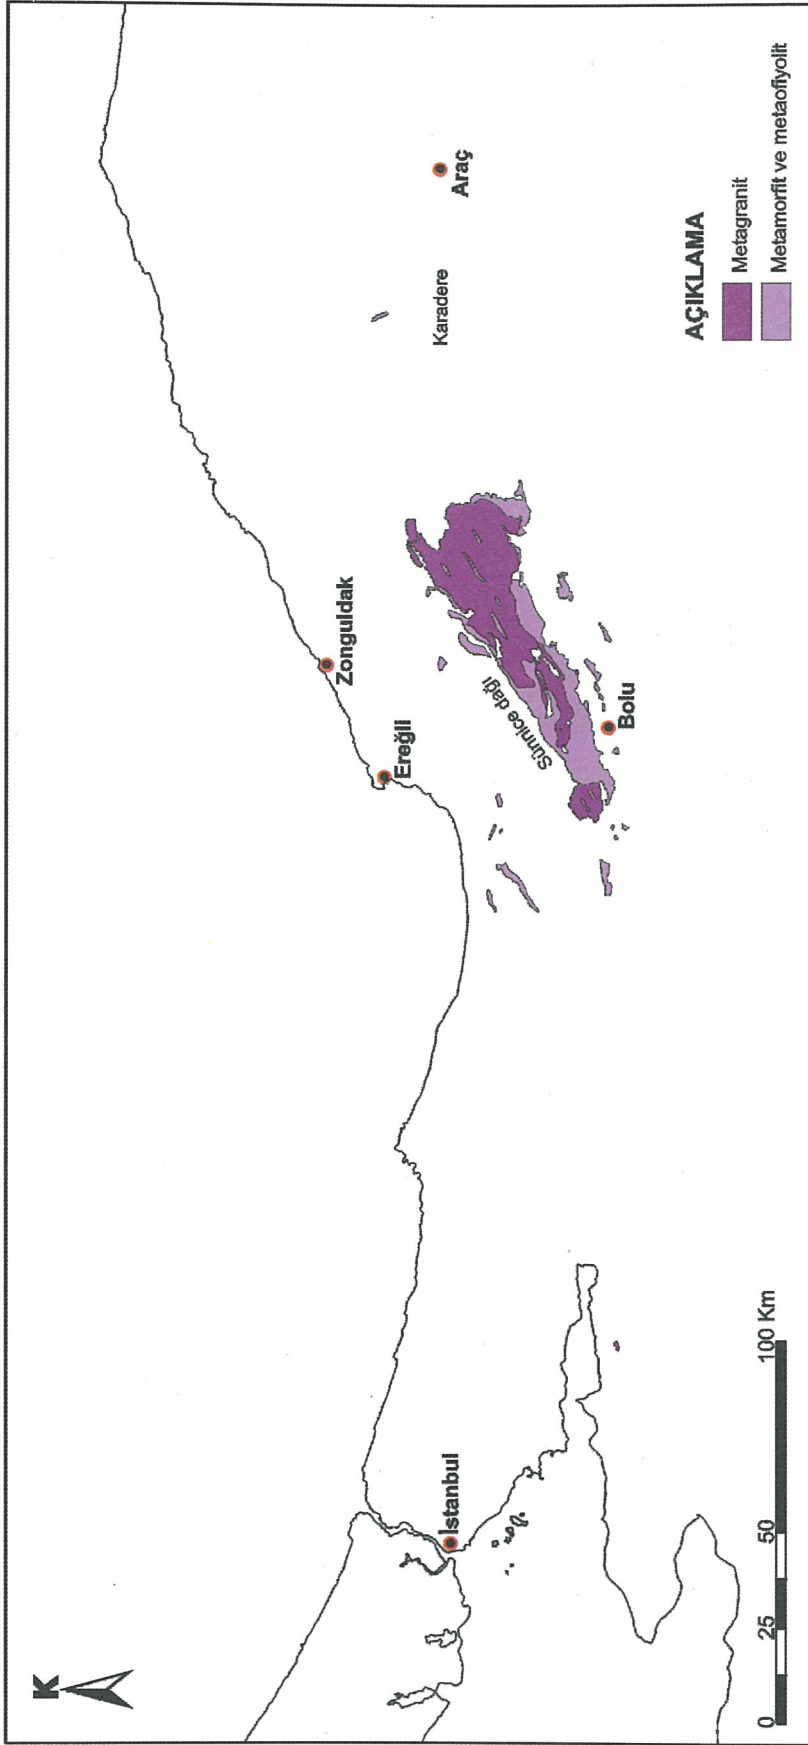 K
Zonguldak
Ereğli
İstanbul
Sünnice dağı
Bolu
Karadere
Araç
AÇIKLAMA
Metagranit
Metamorfit ve metaofiyolit
0 25 50 100 Km